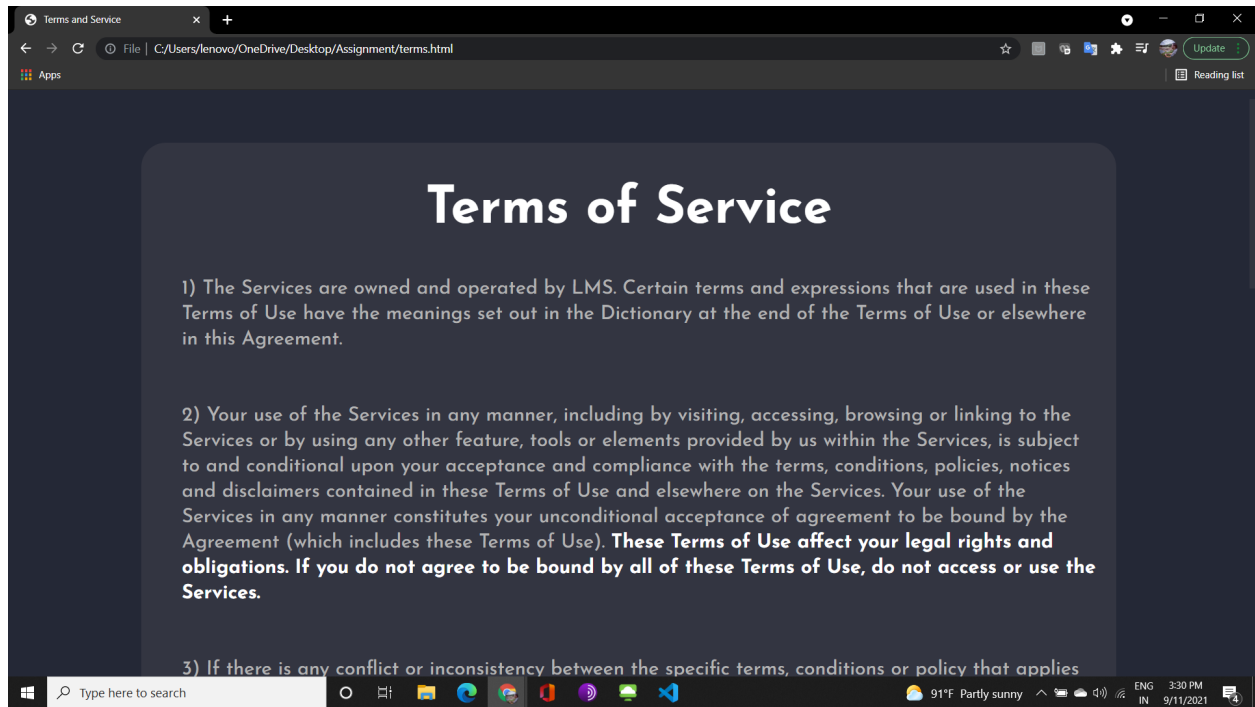 Terms and Service
File | C:/Users/lenovo/OneDrive/Desktop/Assignment/terms.html
Update
Apps
Reading list
Terms of Service
1) The Services are owned and operated by LMS. Certain terms and expressions that are used in these
Terms of Use have the meanings set out in the Dictionary at the end of the Terms of Use or elsewhere
in this Agreement.
2) Your use of the Services in any manner, including by visiting, accessing, browsing or linking to the
Services or by using any other feature, tools or elements provided by us within the Services, is subject
to and conditional upon your acceptance and compliance with the terms, conditions, policies, notices
and disclaimers contained in these Terms of Use and elsewhere on the Services. Your use of the
Services in any manner constitutes your unconditional acceptance of agreement to be bound by the
Agreement (which includes these Terms of Use). These Terms of Use affect your legal rights and
obligations. If you do not agree to be bound by all of these Terms of Use, do not access or use the
Services.
3) If there is any conflict or inconsistency between the specific terms, conditions or policy that applies
Type here to search
91°F Partly sunny
ENG
IN
3:30 PM
9/11/2021
4